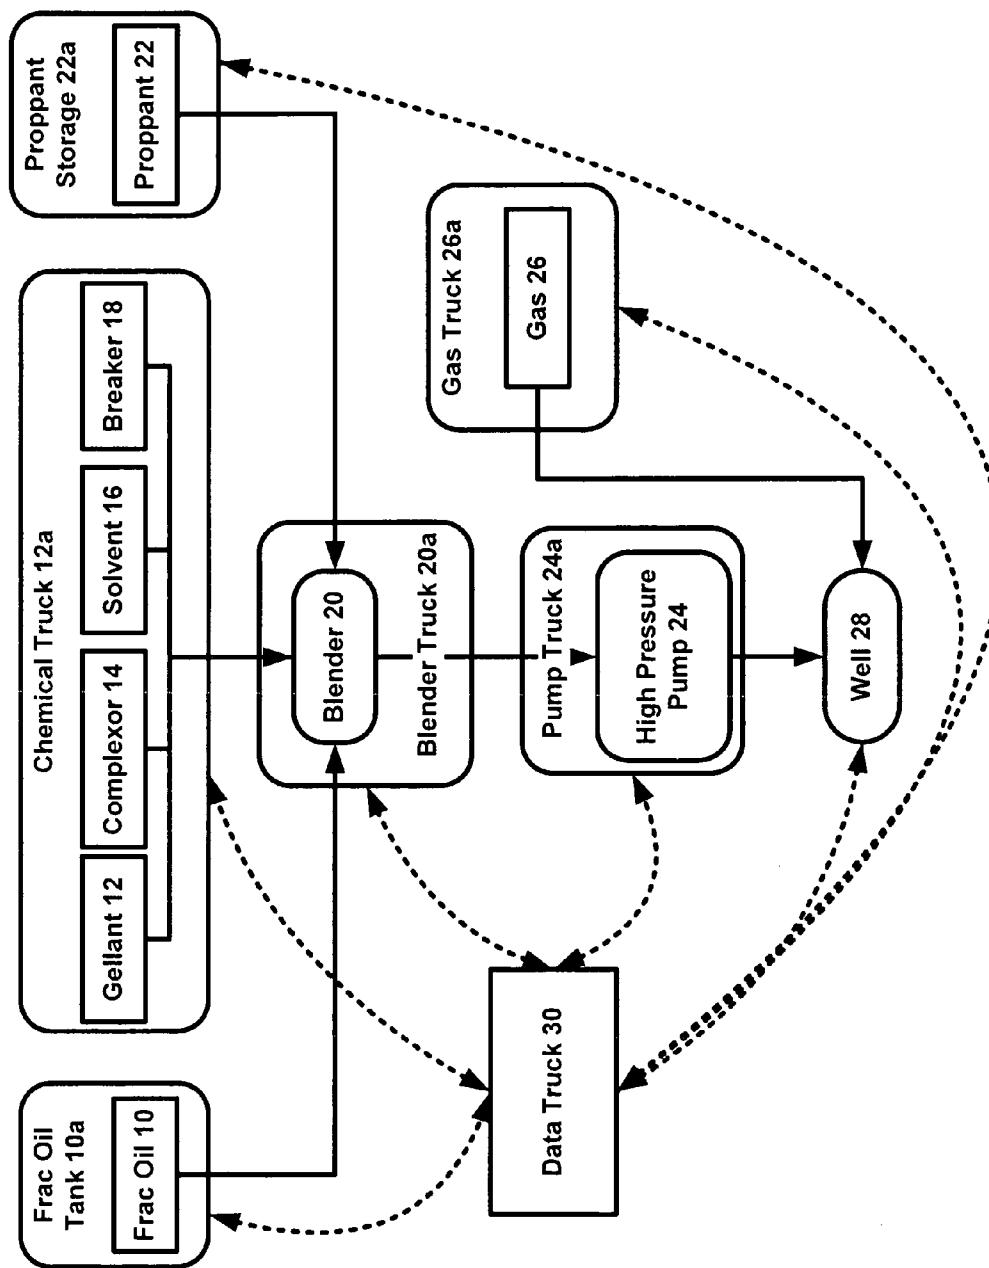 Frac Oil
Tank 10a
Frac Oil 10
Chemical Truck 12a
Gellant 12
Complexor 14
Solvent 16
Breaker 18
Proppant
Storage 22a
Proppant 22
Blender 20
Blender Truck 20a
Gas Truck 26a
Gas 26
Pump Truck 24a
High Pressure
Pump 24
Data Truck 30
Well 28